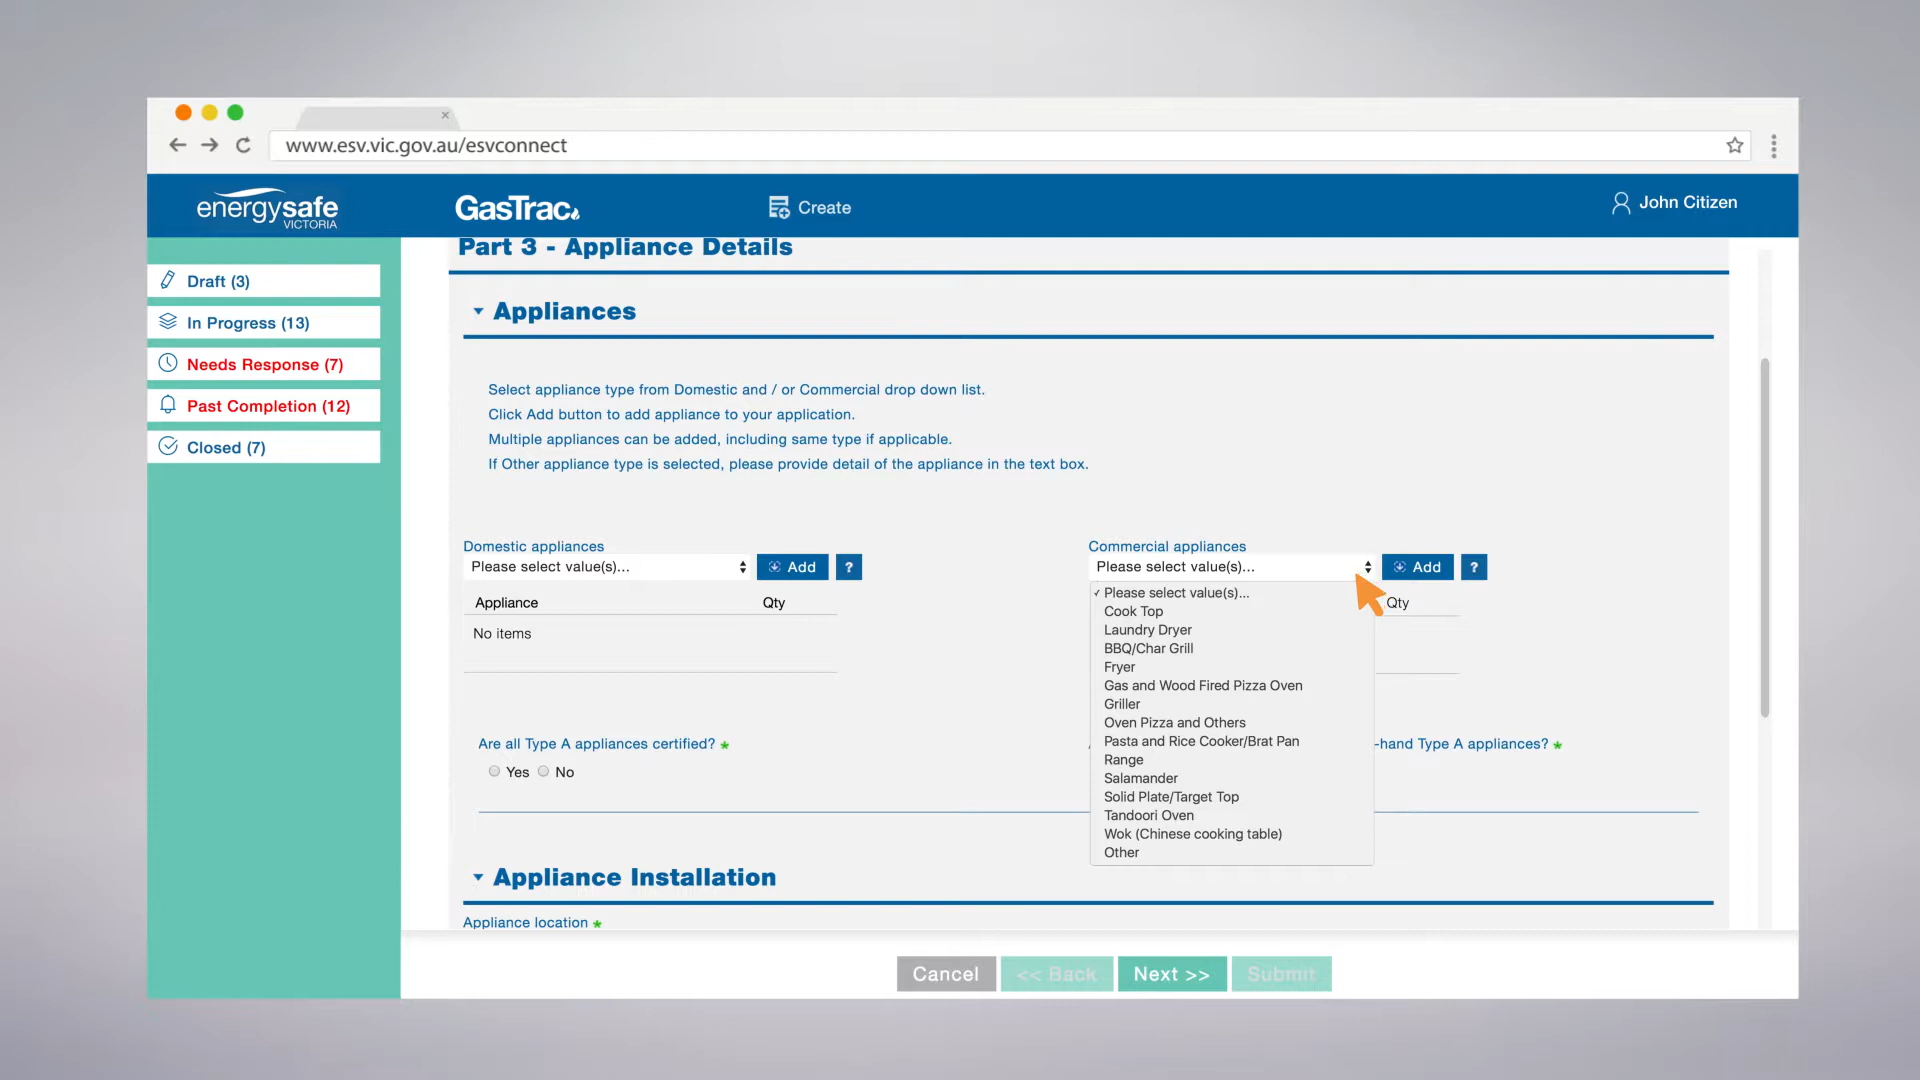 www.esv.vic.gov.au/esvconnect
energysafe
VICTORIA
GasTrac
Create
John Citizen
Part 3 - Appliance Details
Draft (3)
In Progress (13)
Needs Response (7)
Past Completion (12)
Closed (7)
Appliances
Select appliance type from Domestic and / or Commercial drop down list.
Click Add button to add appliance to your application.
Multiple appliances can be added, including same type if applicable.
If Other appliance type is selected, please provide detail of the appliance in the text box.
Domestic appliances
Please select value(s)...
Add
?
Appliance
Qty
No items
Commercial appliances
Please select value(s)...
Add
?
Qty
✓ Please select value(s)...
Cook Top
Laundry Dryer
BBQ/Char Grill
Fryer
Gas and Wood Fired Pizza Oven
Griller
Oven Pizza and Others
Pasta and Rice Cooker/Brat Pan
Range
Salamander
Solid Plate/Target Top
Tandoori Oven
Wok (Chinese cooking table)
Other
Are all Type A appliances certified? *
Yes No
-hand Type A appliances? *
Appliance Installation
Appliance location *
Cancel
<< Back
Next >>
Submit